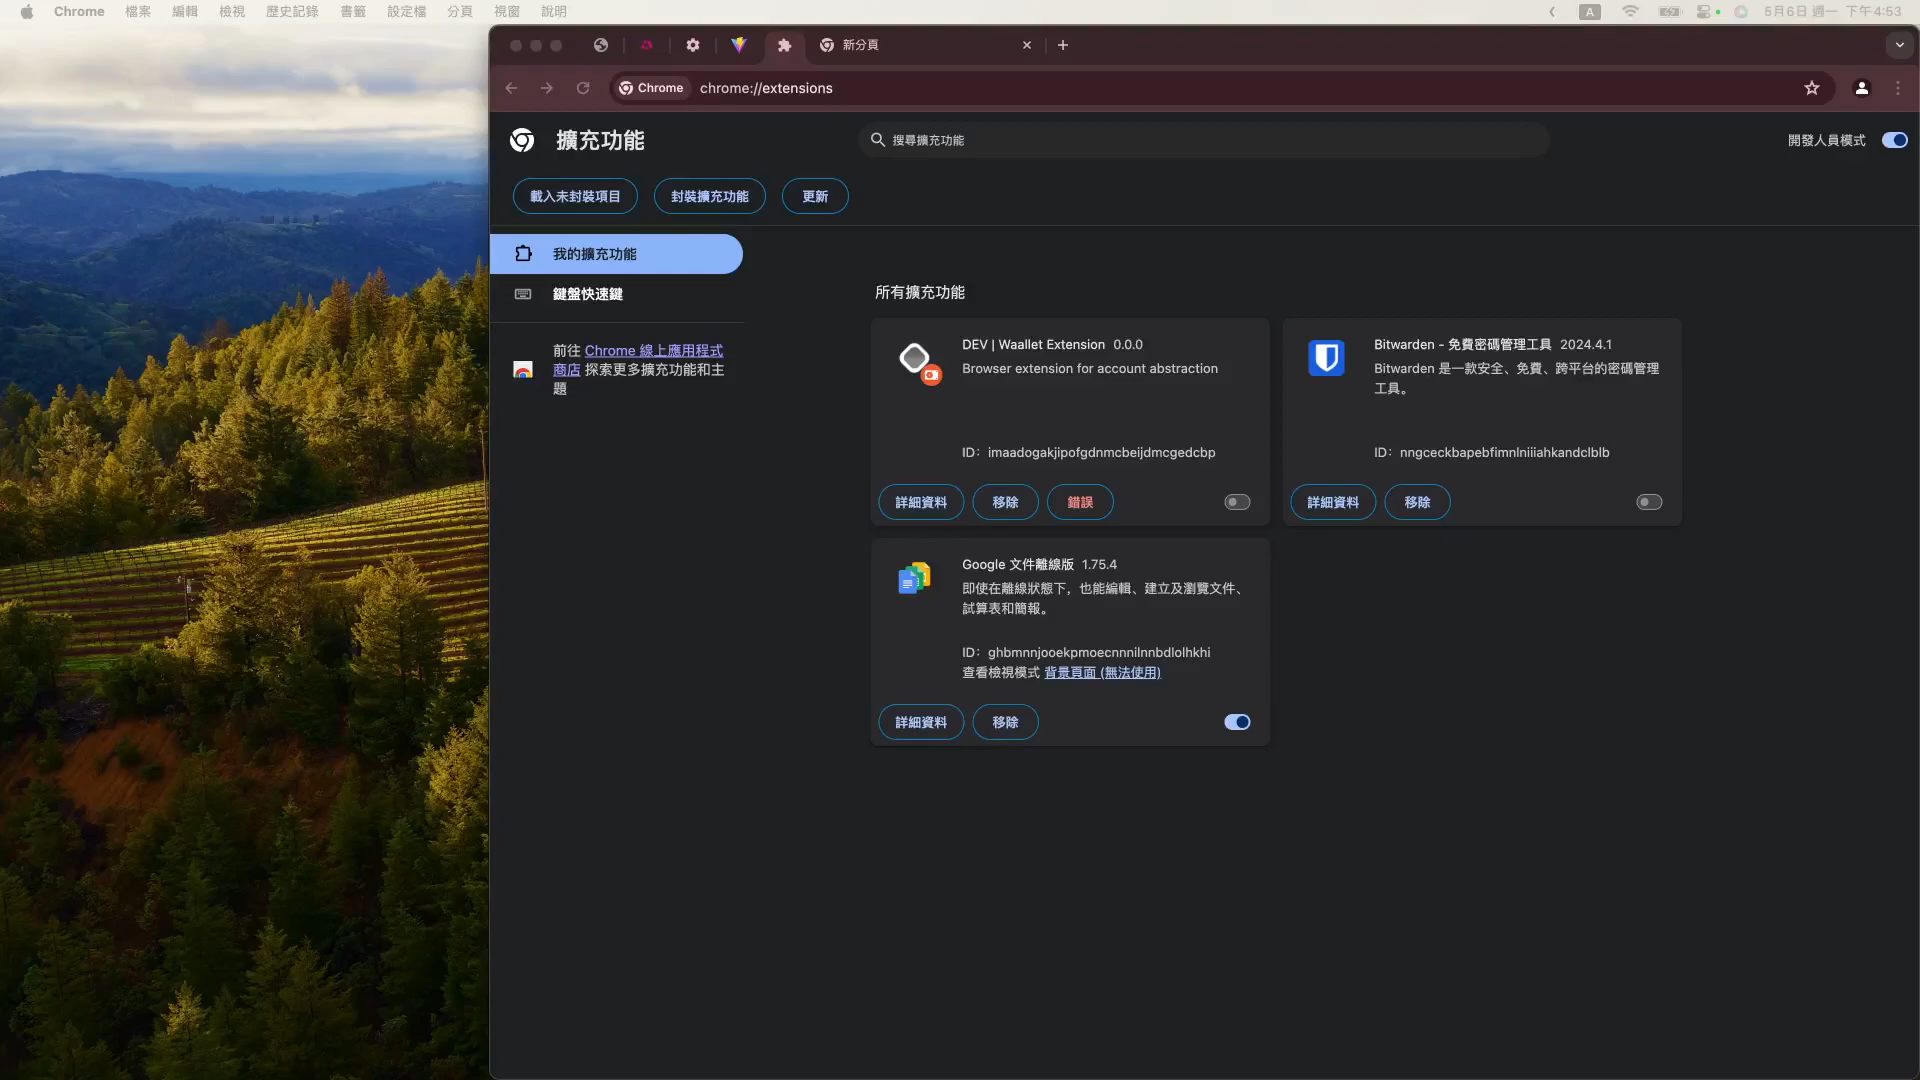 Chrome 檔案 編輯 檢視 歷史記錄 書籤 設定檔 分頁 視窗 說明 A 5月6日 週一 下午4:53
新分頁
Chrome chrome://extensions
擴充功能 搜尋擴充功能 開發人員模式
載入未封裝項目 封裝擴充功能 更新
我的擴充功能
鍵盤快速鍵
前往 Chrome 線上應用程式
商店 探索更多擴充功能和主
題
所有擴充功能
DEV | Waallet Extension 0.0.0
Browser extension for account abstraction
ID： imaadogakjipofgdnmcbeijdmcgedcbp
詳細資料 移除 錯誤
Bitwarden - 免費密碼管理工具 2024.4.1
Bitwarden 是一款安全、免費、跨平台的密碼管理
工具。
ID： nngceckbapebfimnlniiiahkandclblb
詳細資料 移除
Google 文件離線版 1.75.4
即使在離線狀態下，也能編輯、建立及瀏覽文件、
試算表和簡報。
ID： ghbmnnjooekpmoecnnnilnnbdlolhkhi
查看檢視模式 背景頁面 (無法使用)
詳細資料 移除